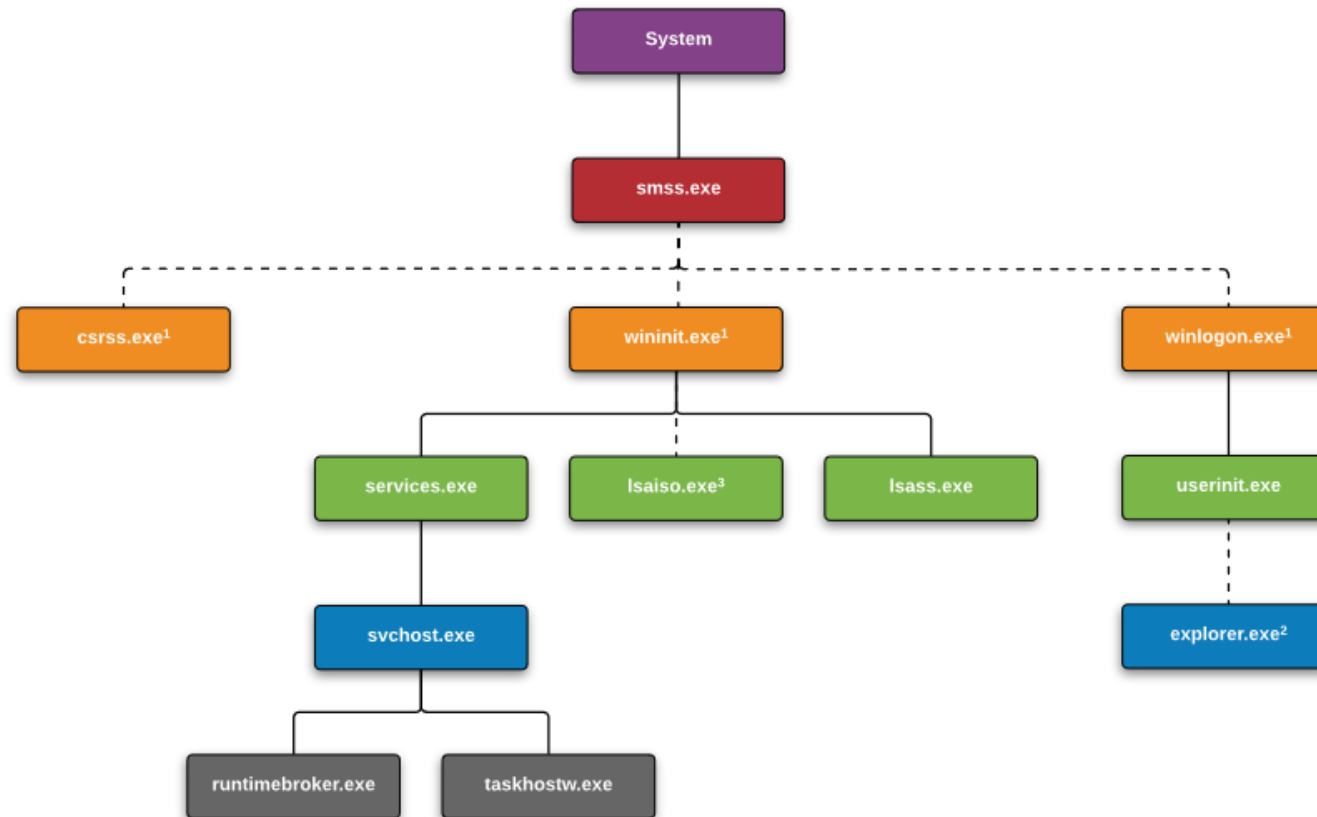 System
smss.exe
csrss.exe¹
wininit.exe¹
winlogon.exe¹
services.exe
lsaiso.exe³
lsass.exe
userinit.exe
svchost.exe
explorer.exe²
runtimebroker.exe
taskhostw.exe